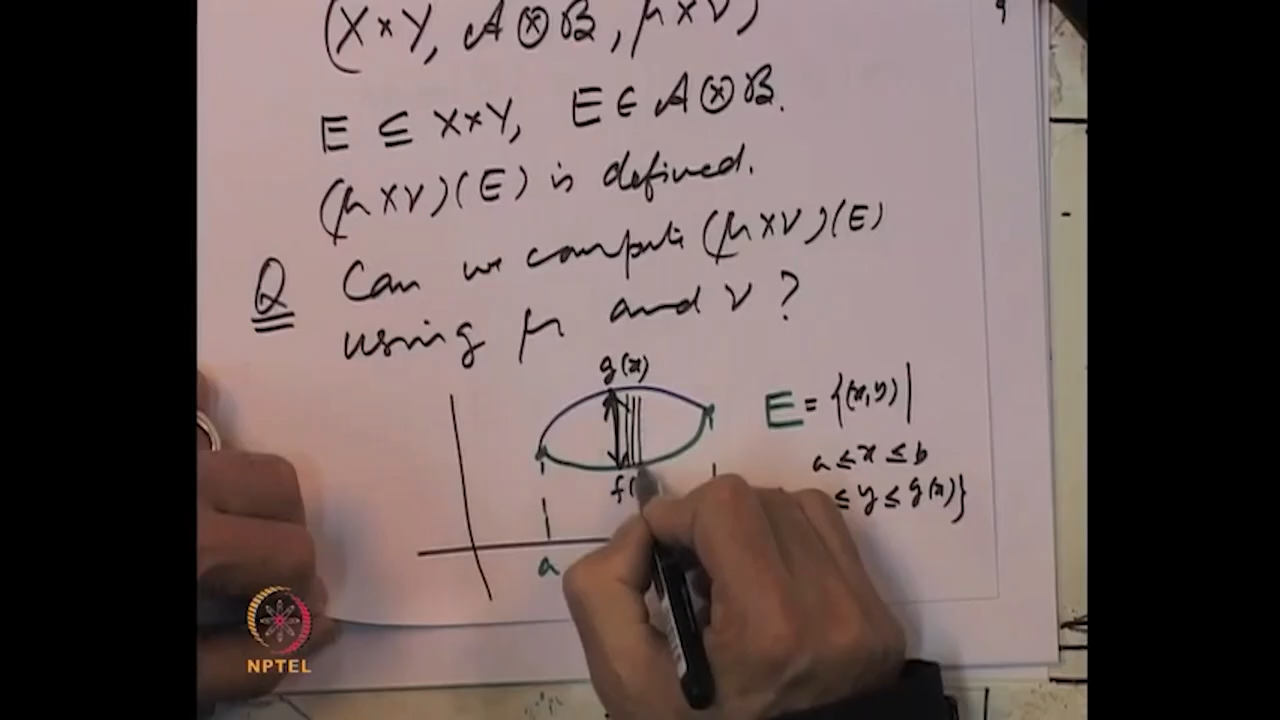 (X×Y, 𝒜⊗ℬ, μ×ν)
E ⊆ X×Y, E ∈ 𝒜⊗ℬ.
(μ×ν)(E) is defined.
Q Can we compute (μ×ν)(E)
using μ and ν?
g(x)
E = {(x,y) |
a ≤ x ≤ b
≤ y ≤ g(x)}
f(
a
NPTEL